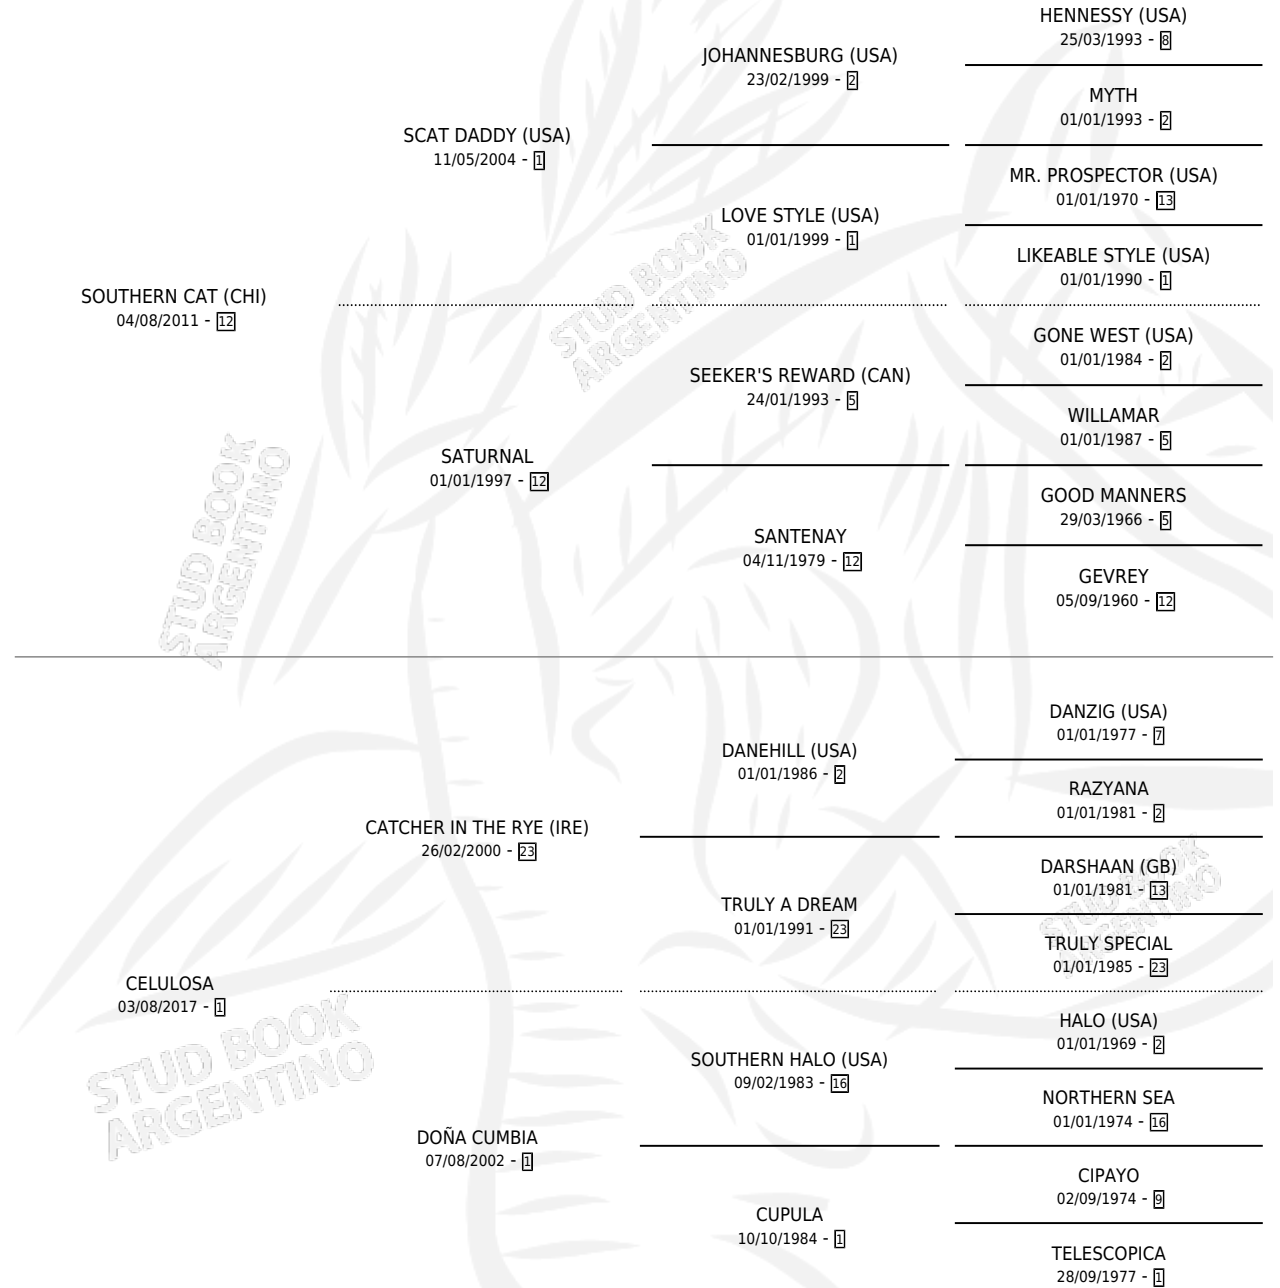 HENNESSY (USA)
25/03/1993 - 8
JOHANNESBURG (USA)
23/02/1999 - 2
MYTH
01/01/1993 - 2
SCAT DADDY (USA)
11/05/2004 - 1
MR. PROSPECTOR (USA)
01/01/1970 - 13
LOVE STYLE (USA)
01/01/1999 - 1
LIKEABLE STYLE (USA)
01/01/1990 - 1
SOUTHERN CAT (CHI)
04/08/2011 - 12
GONE WEST (USA)
01/01/1984 - 2
SEEKER'S REWARD (CAN)
24/01/1993 - 5
WILLAMAR
01/01/1987 - 5
SATURNAL
01/01/1997 - 12
GOOD MANNERS
29/03/1966 - 5
SANTENAY
04/11/1979 - 12
GEVREY
05/09/1960 - 12
DANZIG (USA)
01/01/1977 - 7
DANEHILL (USA)
01/01/1986 - 2
RAZYANA
01/01/1981 - 2
CATCHER IN THE RYE (IRE)
26/02/2000 - 23
DARSHAAN (GB)
01/01/1981 - 13
TRULY A DREAM
01/01/1991 - 23
TRULY SPECIAL
01/01/1985 - 23
CELULOSA
03/08/2017 - 1
HALO (USA)
01/01/1969 - 2
SOUTHERN HALO (USA)
09/02/1983 - 16
NORTHERN SEA
01/01/1974 - 16
DOÑA CUMBIA
07/08/2002 - 1
CIPAYO
02/09/1974 - 9
CUPULA
10/10/1984 - 1
TELESCOPICA
28/09/1977 - 1
STUD BOOK
ARGENTINO
STUD BOOK
ARGENTINO
STUD BOOK
ARGENTINO
STUD BOOK
ARGENTINO